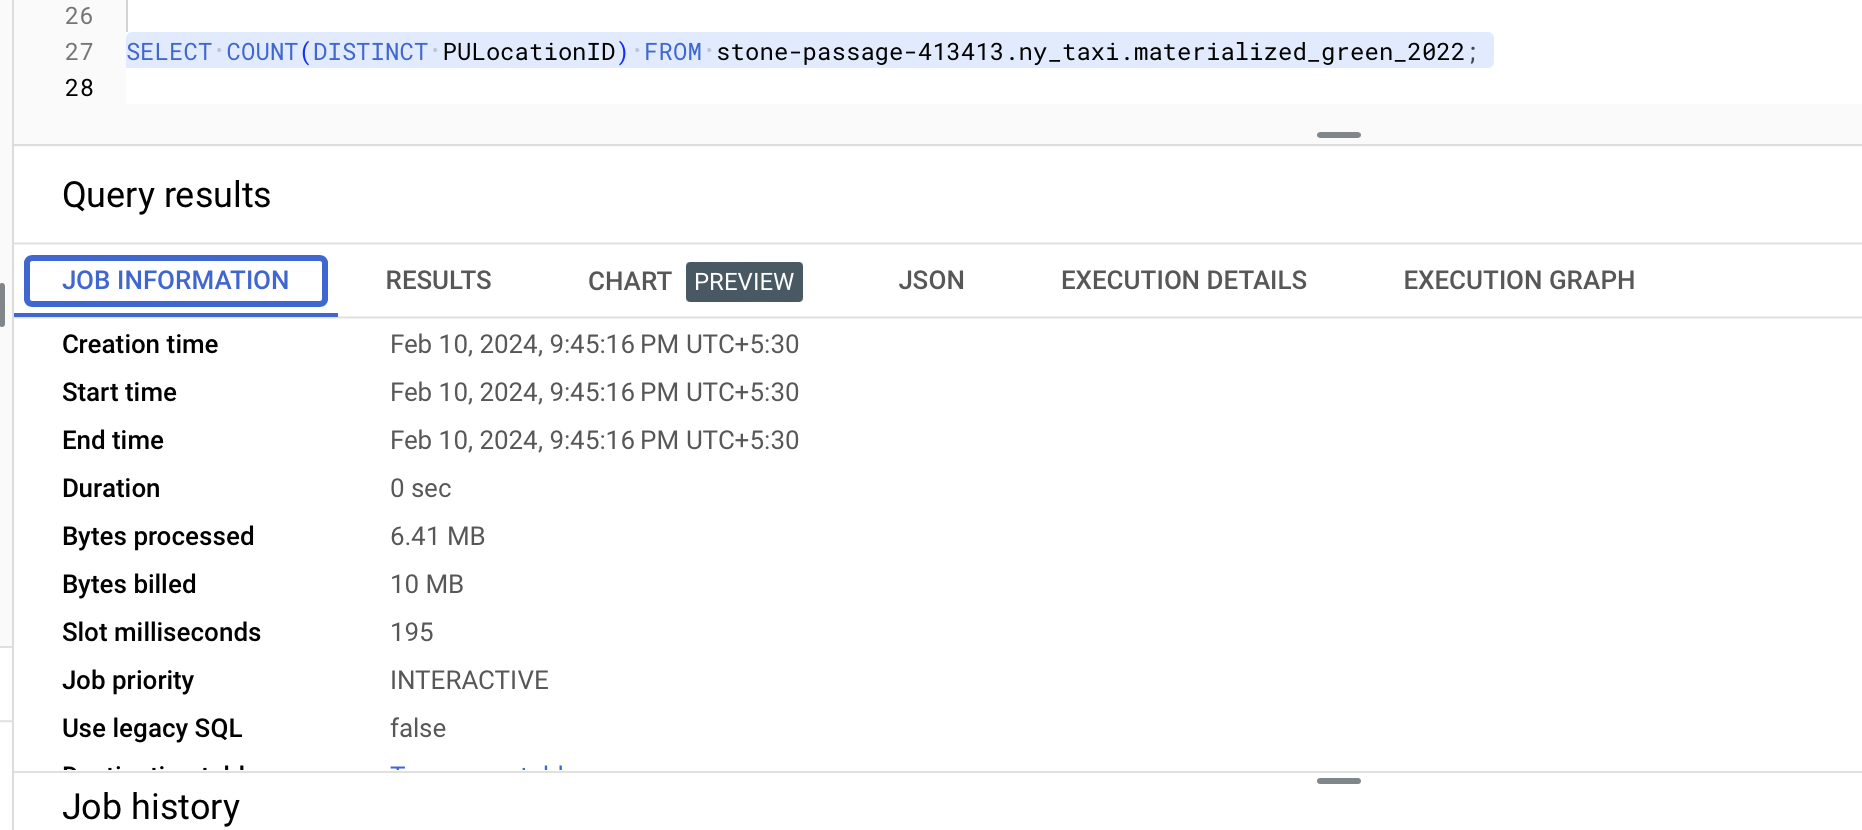 26
27 SELECT COUNT(DISTINCT PULocationID) FROM stone-passage-413413.ny_taxi.materialized_green_2022;
28
Query results
JOB INFORMATION RESULTS CHART PREVIEW JSON EXECUTION DETAILS EXECUTION GRAPH
Creation time Feb 10, 2024, 9:45:16 PM UTC+5:30
Start time Feb 10, 2024, 9:45:16 PM UTC+5:30
End time Feb 10, 2024, 9:45:16 PM UTC+5:30
Duration 0 sec
Bytes processed 6.41 MB
Bytes billed 10 MB
Slot milliseconds 195
Job priority INTERACTIVE
Use legacy SQL false
Job history